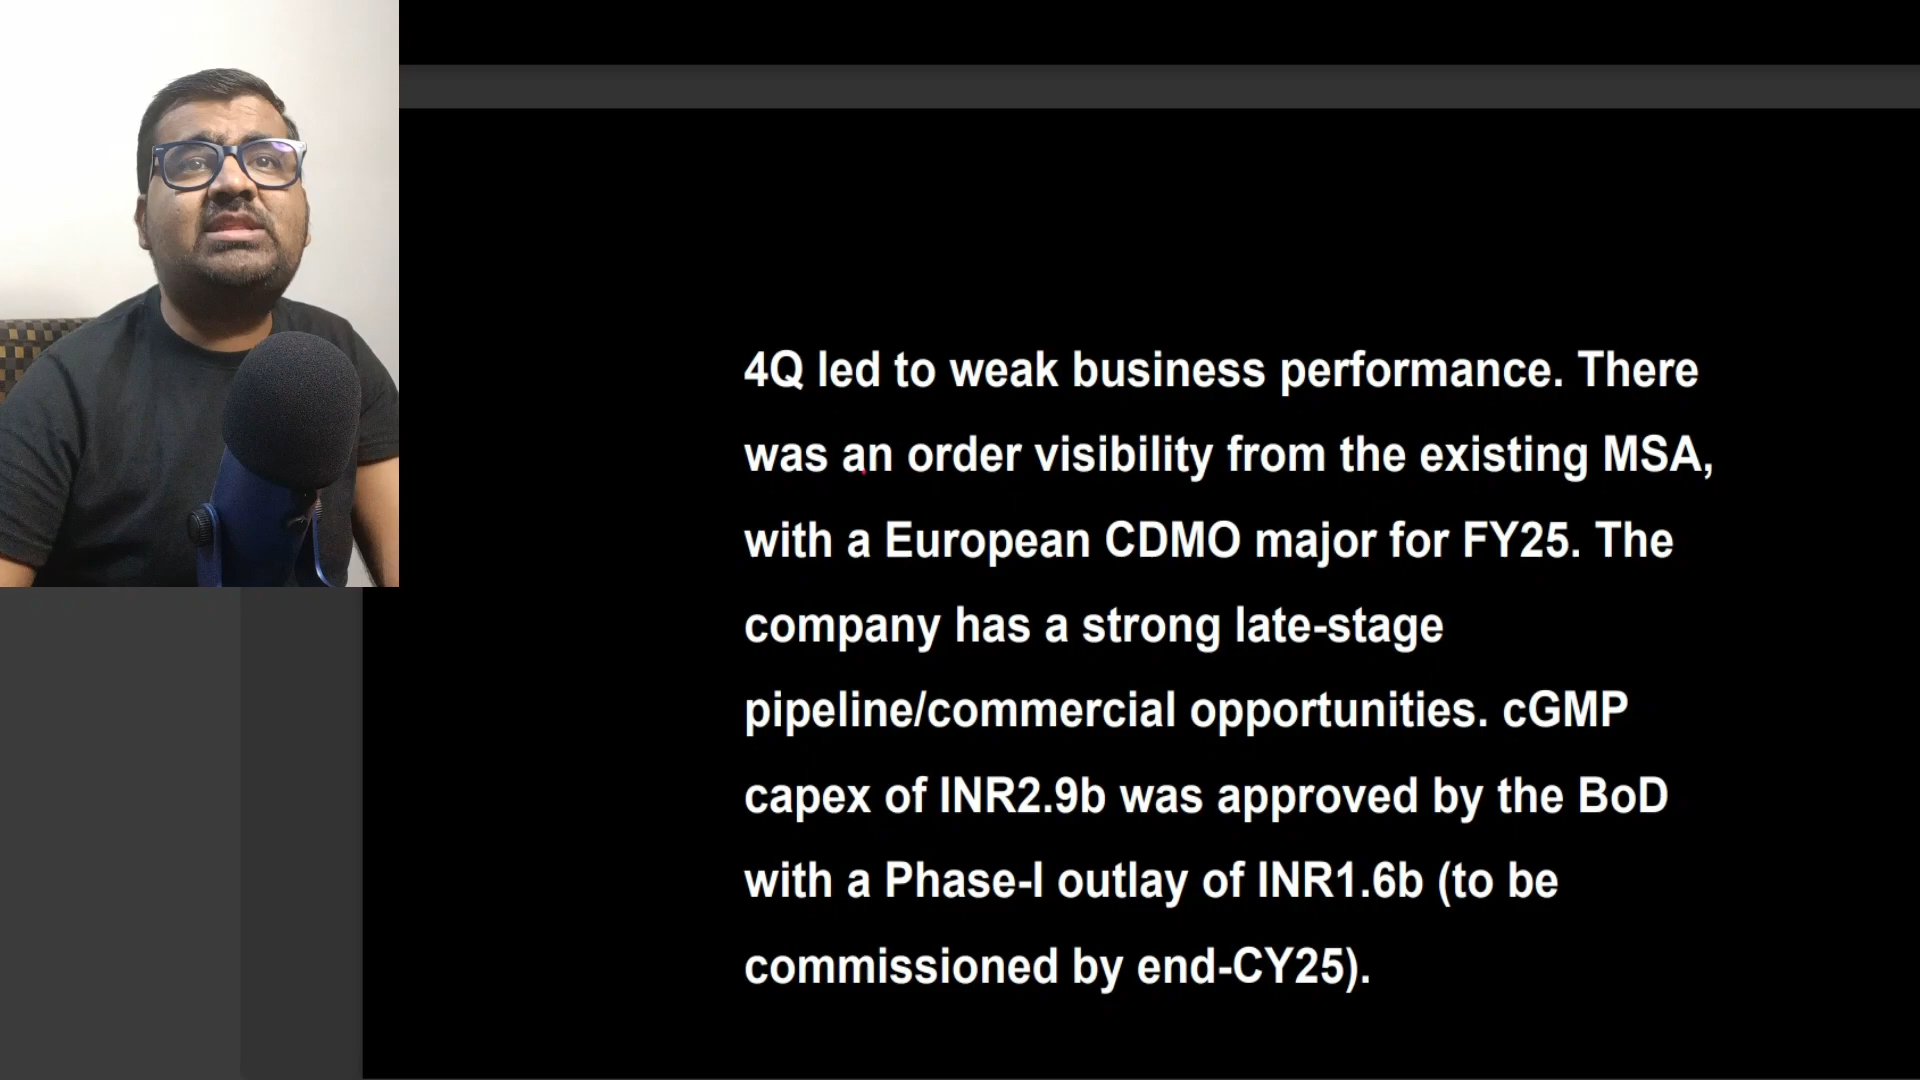 4Q led to weak business performance. There
was an order visibility from the existing MSA,
with a European CDMO major for FY25. The
company has a strong late-stage
pipeline/commercial opportunities. cGMP
capex of INR2.9b was approved by the BoD
with a Phase-I outlay of INR1.6b (to be
commissioned by end-CY25).